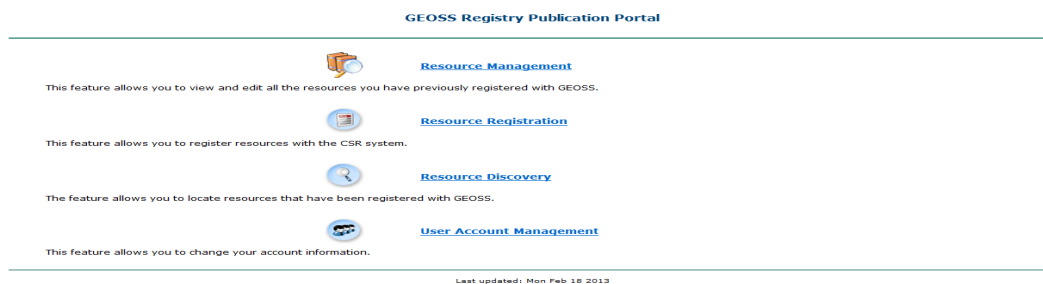 GEOSS Registry Publication Portal
Resource Management
This feature allows you to view and edit all the resources you have previously registered with GEOSS.
Resource Registration
This feature allows you to register resources with the CSR system.
Resource Discovery
The feature allows you to locate resources that have been registered with GEOSS.
User Account Management
This feature allows you to change your account information.
Last updated: Mon Feb 18 2013